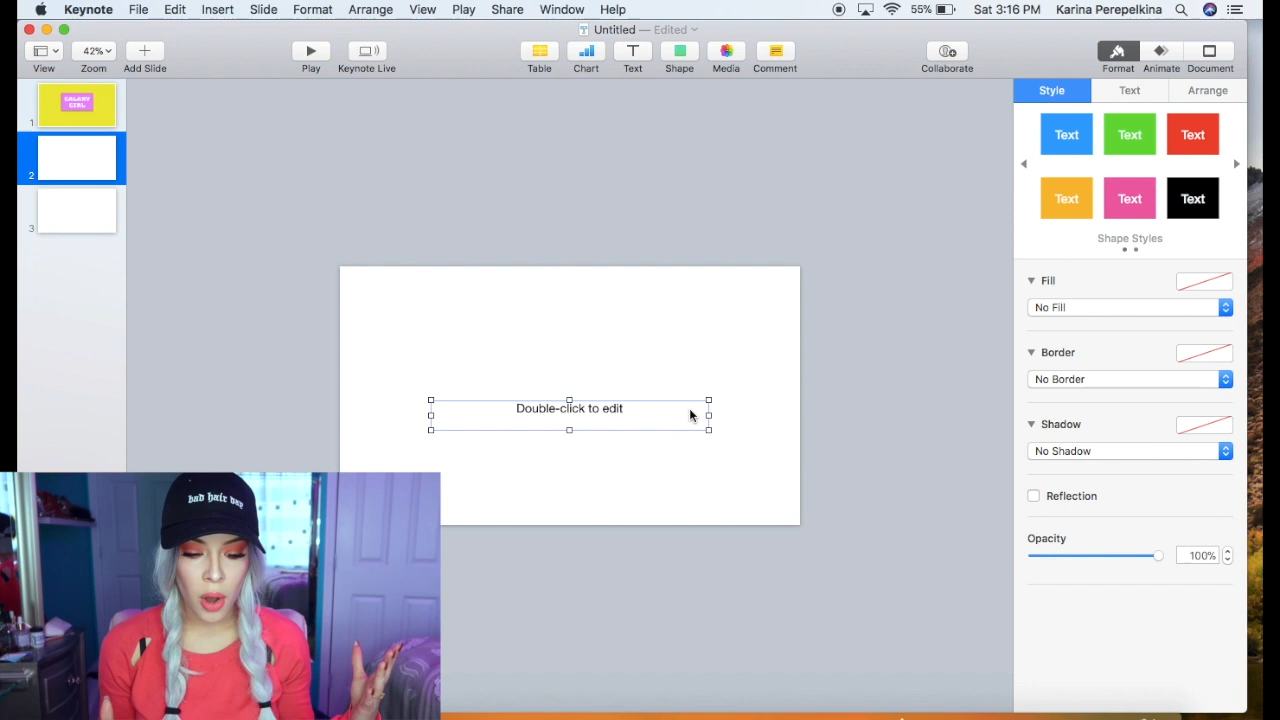 Keynote File Edit Insert Slide Format Arrange View Play Share Window Help 55% Sat 3:16 PM Karina Perepelkina
Untitled — Edited
42%
View Zoom Add Slide Play Keynote Live Table Chart Text Shape Media Comment Collaborate Format Animate Document
Style Text Arrange
GALAXY
GIRL
1
2
3
Text Text Text
Text Text Text
Shape Styles
Fill
No Fill
Border
No Border
Shadow
No Shadow
Reflection
Opacity
100%
Double-click to edit
bad hair day